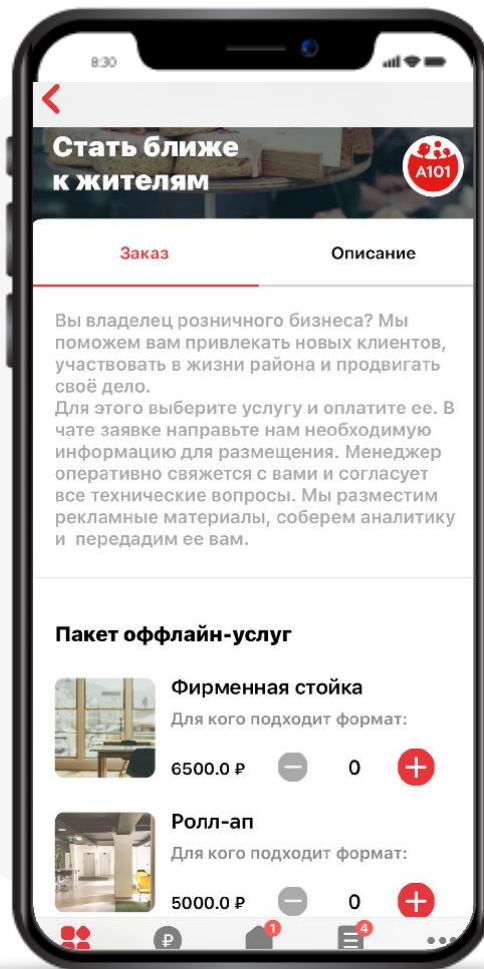 8:30
Стать ближе
к жителям
А101
Заказ
Описание
Вы владелец розничного бизнеса? Мы
поможем вам привлекать новых клиентов,
участвовать в жизни района и продвигать
своё дело.
Для этого выберите услугу и оплатите ее. В
чате заявке направьте нам необходимую
информацию для размещения. Менеджер
оперативно свяжется с вами и согласует
все технические вопросы. Мы разместим
рекламные материалы, соберем аналитику
и передадим ее вам.
Пакет оффлайн-услуг
Фирменная стойка
Для кого подходит формат:
6500.0 ₽ 0
Ролл-ап
Для кого подходит формат:
5000.0 ₽ 0
₽ 1 4